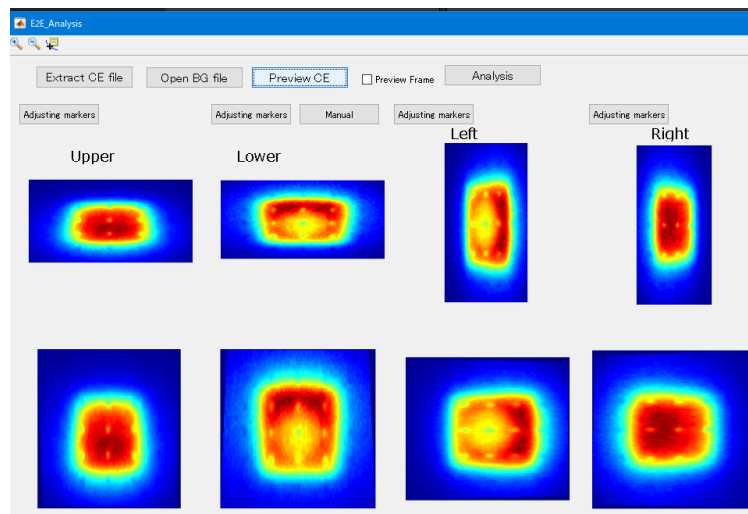 E2E_Analysis
Extract CE file
Open BG file
Preview CE
Preview Frame
Analysis
Adjusting markers
Adjusting markers
Manual
Adjusting markers
Adjusting markers
Upper
Lower
Left
Right